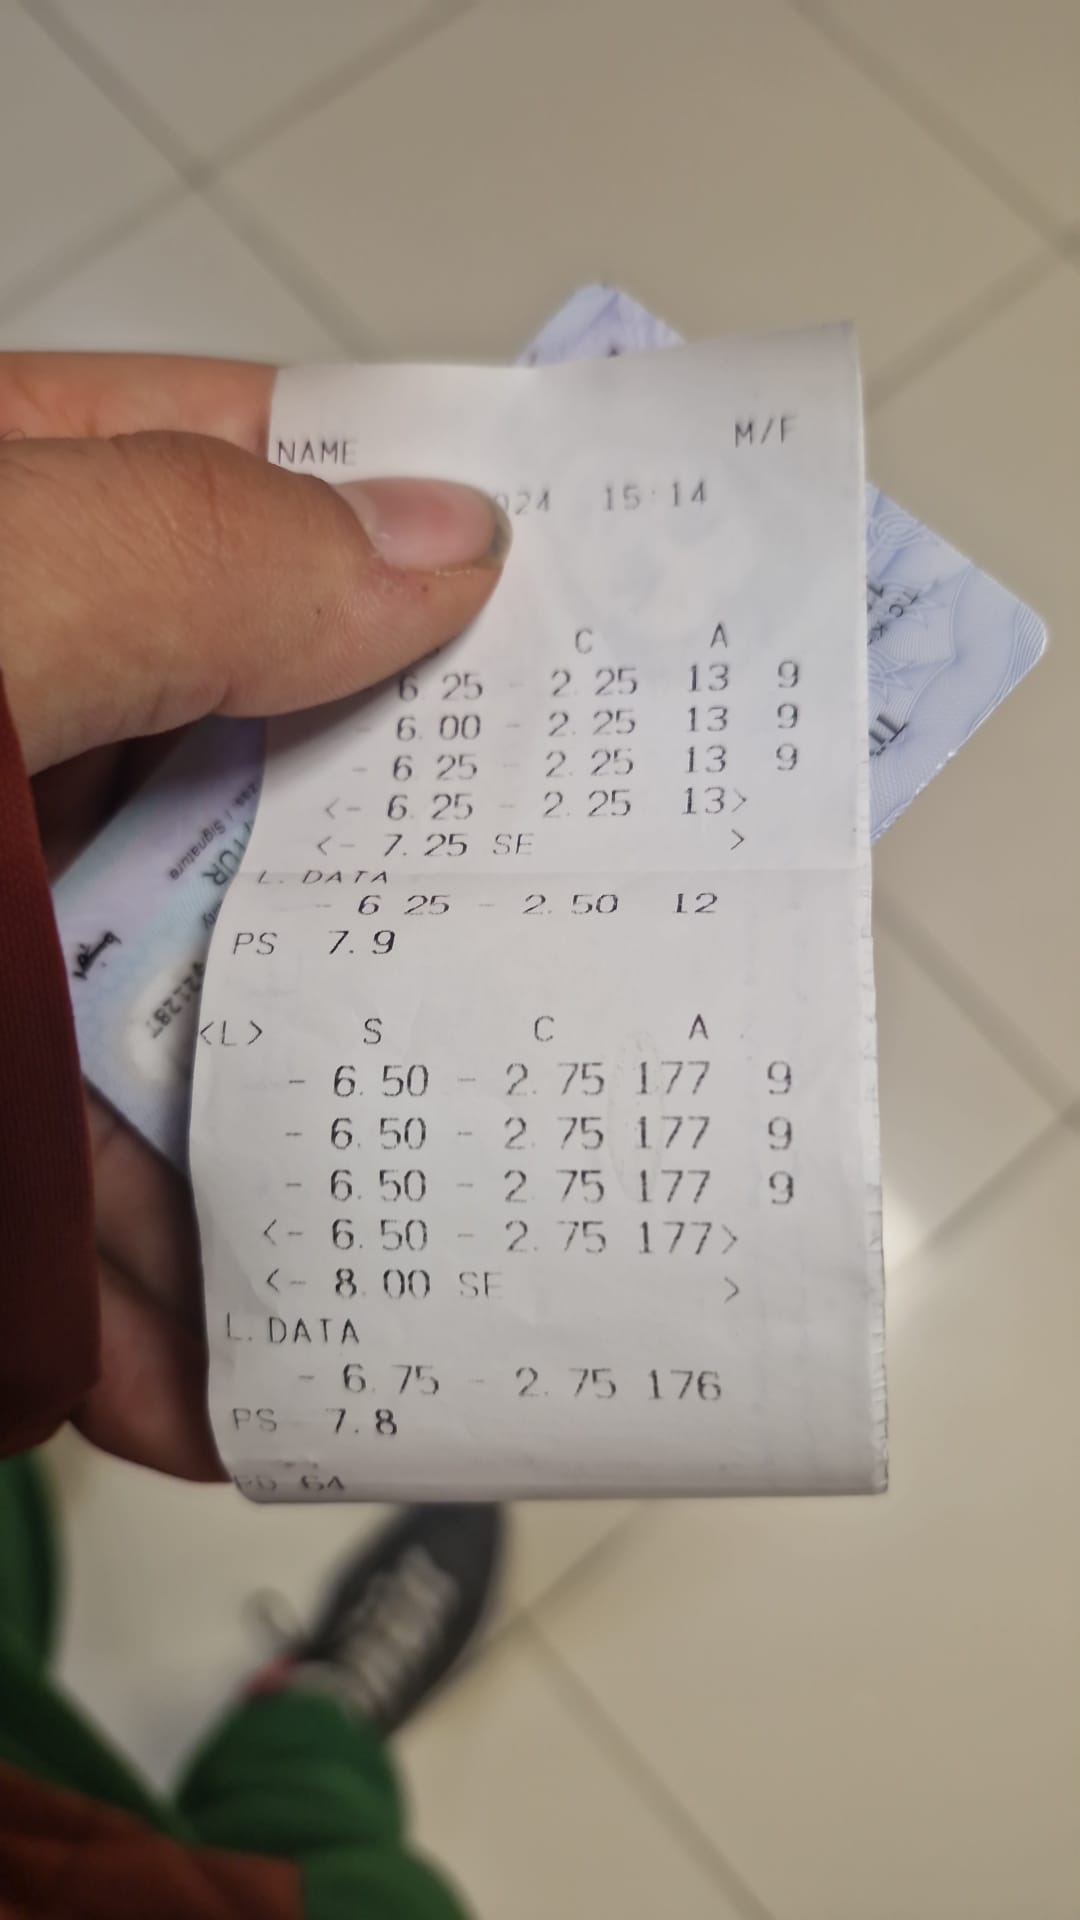 NAME M/F
024 15:14
C A
6 25 - 2 25 13 9
- 6.00 - 2.25 13 9
- 6 25 - 2.25 13 9
<- 6.25 - 2.25 13>
<- 7.25 SE >
L. DATA
- 6 25 - 2.50 12
PS 7.9
<L> S C A
- 6.50 - 2.75 177 9
- 6.50 - 2.75 177 9
- 6.50 - 2 75 177 9
<- 6.50 - 2.75 177>
<- 8.00 SE >
L.DATA
- 6.75 - 2.75 176
PS 7.8
PD 64
Signature